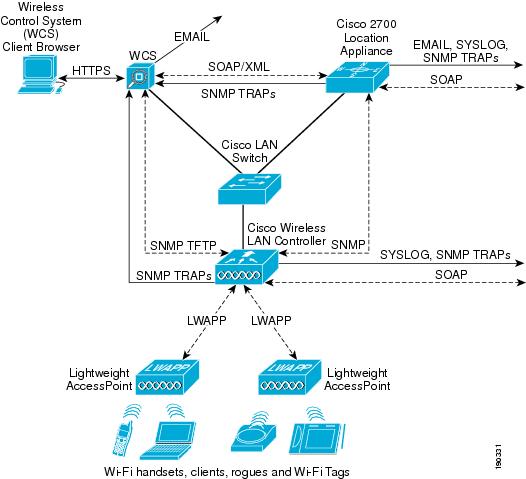 Wireless
Control System
(WCS)
Client Browser
HTTPS
WCS
EMAIL
SOAP/XML
SNMP TRAPs
Cisco 2700
Location
Appliance
EMAIL, SYSLOG,
SNMP TRAPs
SOAP
Cisco LAN
Switch
Cisco Wireless
LAN Controller
SNMP TFTP
SNMP
SNMP TRAPs
SYSLOG, SNMP TRAPs
SOAP
LWAPP
LWAPP
Lightweight
AccessPoint
LWAPP
LWAPP
Lightweight
AccessPoint
Wi-Fi handsets, clients, rogues and Wi-Fi Tags
190331